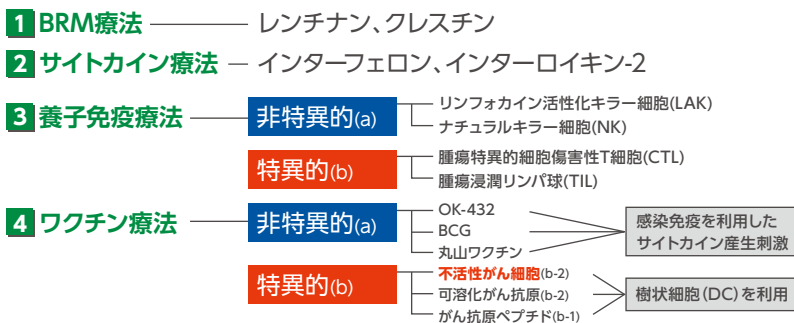 1 BRM療法 レンチナン、クレスチン
2 サイトカイン療法 インターフェロン、インターロイキン-2
3 養子免疫療法 非特異的(a) リンフォカイン活性化キラー細胞(LAK)
ナチュラルキラー細胞(NK)
特異的(b) 腫瘍特異的細胞傷害性T細胞(CTL)
腫瘍浸潤リンパ球(TIL)
4 ワクチン療法 非特異的(a) OK-432
BCG
丸山ワクチン
感染免疫を利用した
サイトカイン産生刺激
特異的(b) 不活性がん細胞(b-2)
可溶化がん抗原(b-2)
がん抗原ペプチド(b-1)
樹状細胞(DC)を利用